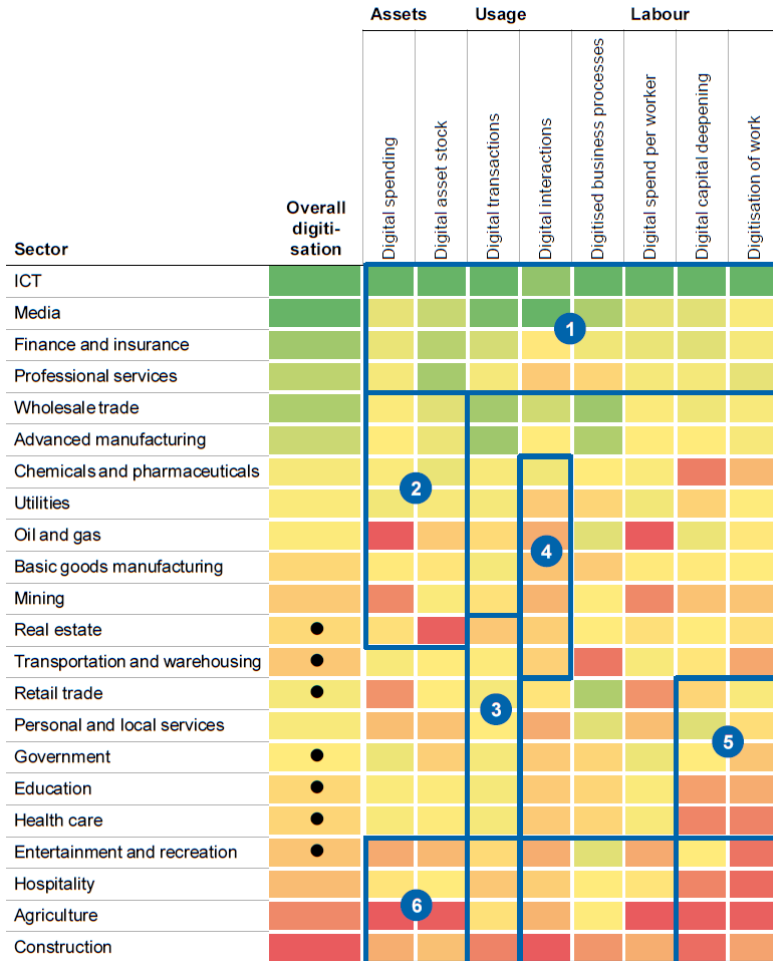 Assets Usage Labour
Digital spending
Digital asset stock
Digital transactions
Digital interactions
Digitised business processes
Digital spend per worker
Digital capital deepening
Digitisation of work
Overall
digiti-
sation
Sector
ICT
Media
1
Finance and insurance
Professional services
Wholesale trade
Advanced manufacturing
Chemicals and pharmaceuticals
2
Utilities
Oil and gas
4
Basic goods manufacturing
Mining
Real estate
Transportation and warehousing
Retail trade
3
Personal and local services
5
Government
Education
Health care
Entertainment and recreation
Hospitality
6
Agriculture
Construction